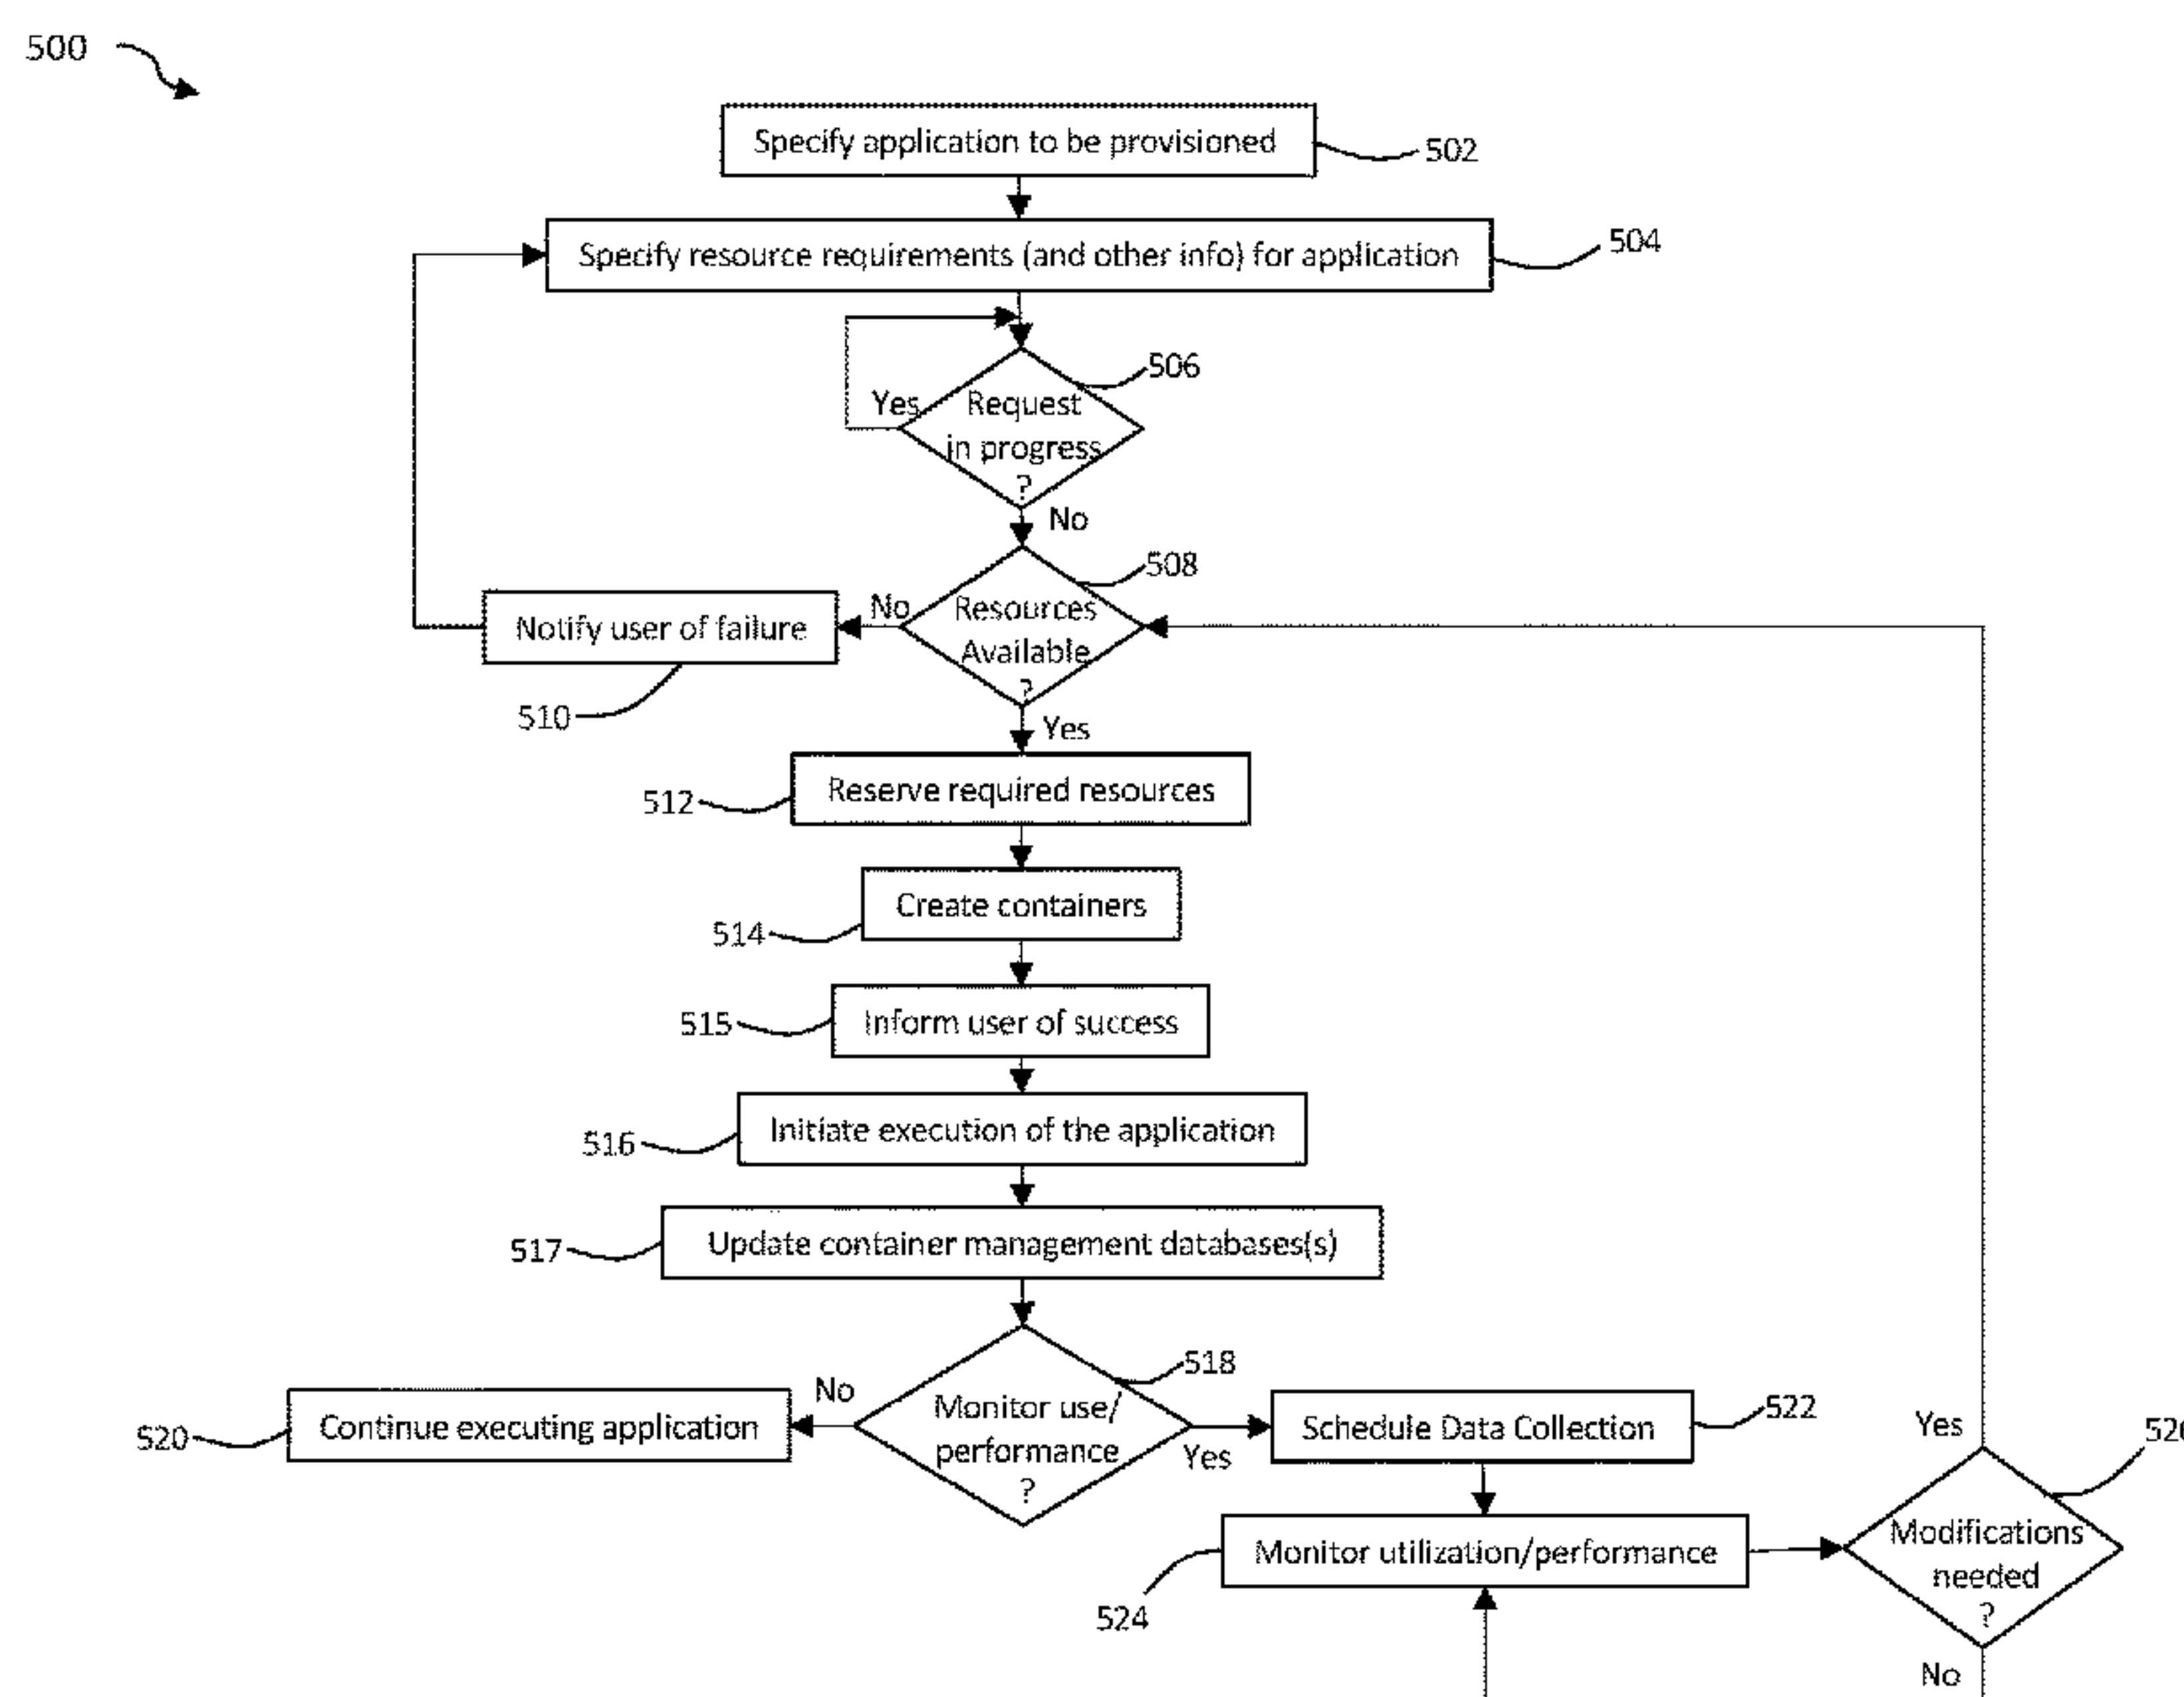 500
Specify application to be provisioned
502
Specify resource requirements (and other info) for application
504
506
Yes
Request
in progress
?
No
508
Notify user of failure
No
Resources
Available
?
510
Yes
Reserve required resources
512
Create containers
514
Inform user of success
515
Initiate execution of the application
516
Update container management databases(s)
517
518
No
Monitor use/
performance
?
Yes
Continue executing application
520
Schedule Data Collection
522
Yes
Monitor utilization/performance
524
Modifications
needed
?
No